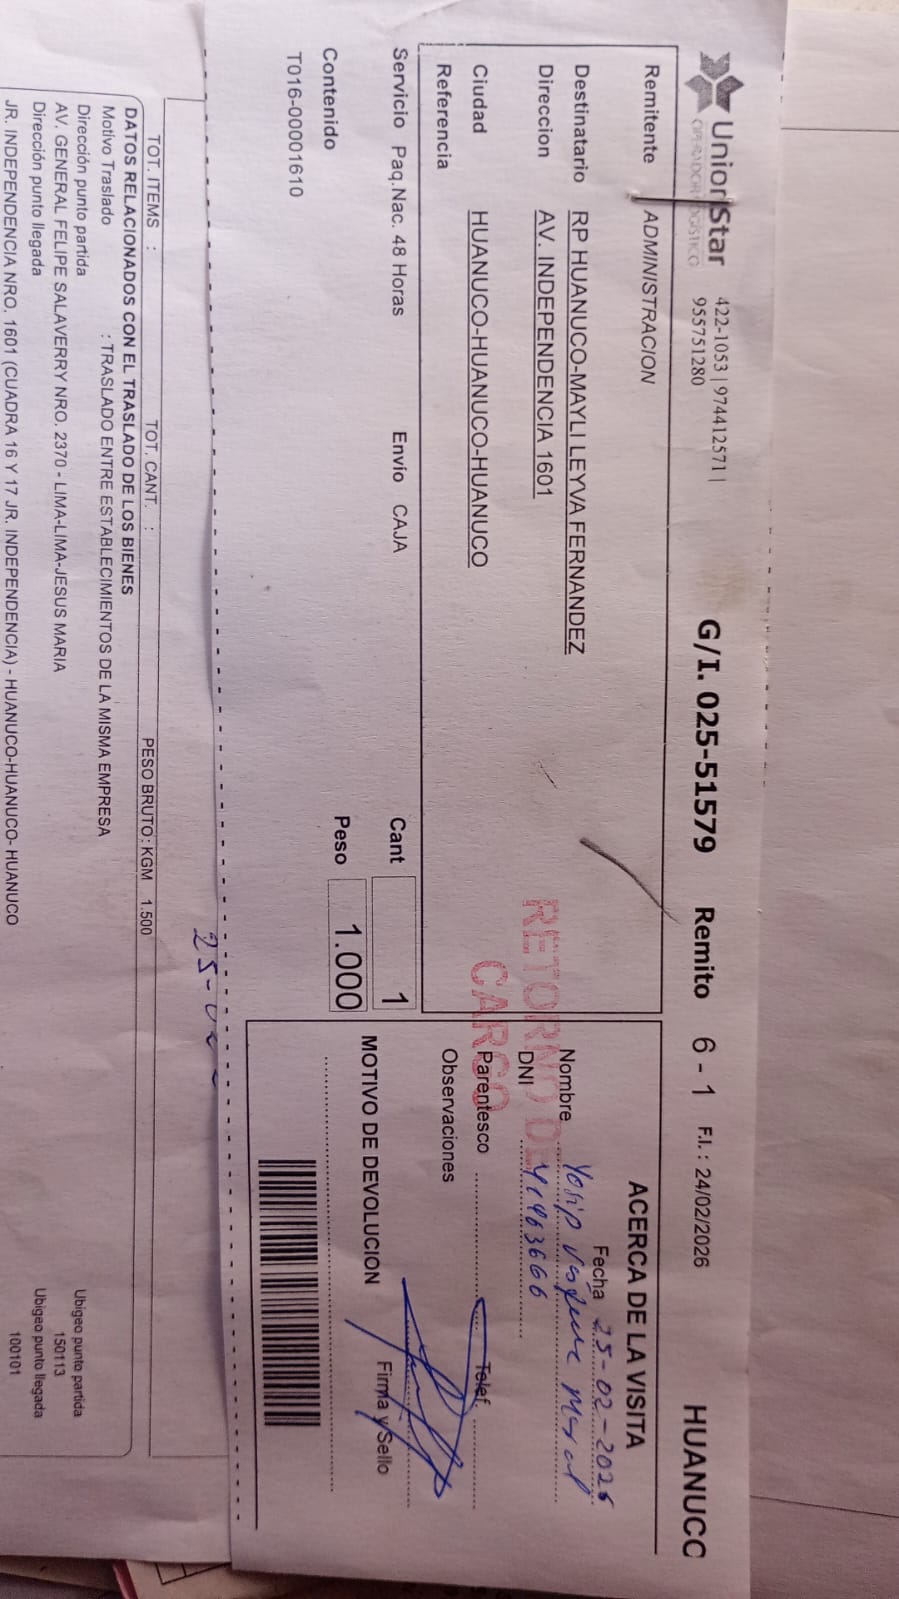 Union Star
OPERADOR LOGISTICO
422-1053 | 974412571 |
955751280
G/I. 025-51579 Remito 6 - 1 F.I.: 24/02/2026 HUANUCO
Remitente ADMINISTRACION
Destinatario RP HUANUCO-MAYLI LEYVA FERNANDEZ
Direccion AV. INDEPENDENCIA 1601
Ciudad HUANUCO-HUANUCO-HUANUCO
Referencia
Servicio Paq.Nac. 48 Horas Envío CAJA Cant 1
Contenido Peso 1.000
T016-00001610
RETORNO DE
CARGO
ACERCA DE LA VISITA
Fecha 25-02-2026
Nombre
DNI 41463666
Parentesco Telef
Observaciones
Firma y Sello
MOTIVO DE DEVOLUCION
TOT. ITEMS : TOT. CANT. : PESO BRUTO: KGM 1.500
DATOS RELACIONADOS CON EL TRASLADO DE LOS BIENES
Motivo Traslado : TRASLADO ENTRE ESTABLECIMIENTOS DE LA MISMA EMPRESA
Dirección punto partida Ubigeo punto partida
AV. GENERAL FELIPE SALAVERRY NRO. 2370 - LIMA-LIMA-JESUS MARIA 150113
Dirección punto llegada Ubigeo punto llegada
JR. INDEPENDENCIA NRO. 1601 (CUADRA 16 Y 17 JR. INDEPENDENCIA) - HUANUCO-HUANUCO- HUANUCO 100101